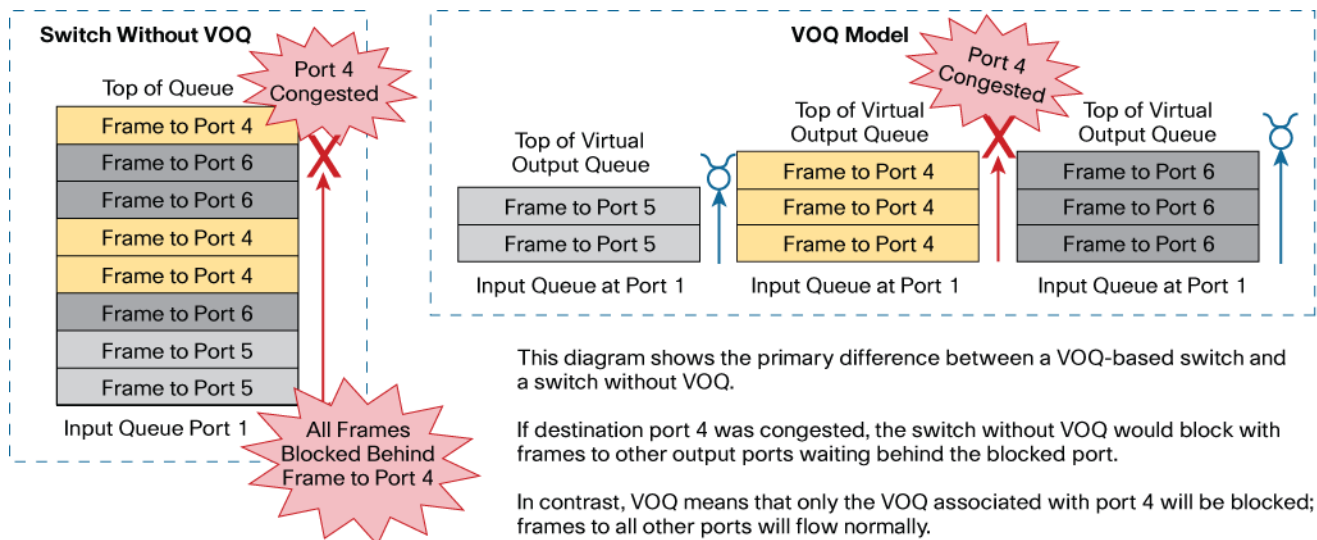 Switch Without VOQ
Port 4
Congested
Top of Queue
Frame to Port 4
Frame to Port 6
Frame to Port 6
Frame to Port 4
Frame to Port 4
Frame to Port 6
Frame to Port 5
Frame to Port 5
Input Queue Port 1
All Frames
Blocked Behind
Frame to Port 4
VOQ Model
Port 4
Congested
Top of Virtual
Output Queue
Frame to Port 5
Frame to Port 5
Input Queue at Port 1
Top of Virtual
Output Queue
Frame to Port 4
Frame to Port 4
Frame to Port 4
Input Queue at Port 1
Top of Virtual
Output Queue
Frame to Port 6
Frame to Port 6
Frame to Port 6
Input Queue at Port 1
This diagram shows the primary difference between a VOQ-based switch and
a switch without VOQ.
If destination port 4 was congested, the switch without VOQ would block with
frames to other output ports waiting behind the blocked port.
In contrast, VOQ means that only the VOQ associated with port 4 will be blocked;
frames to all other ports will flow normally.